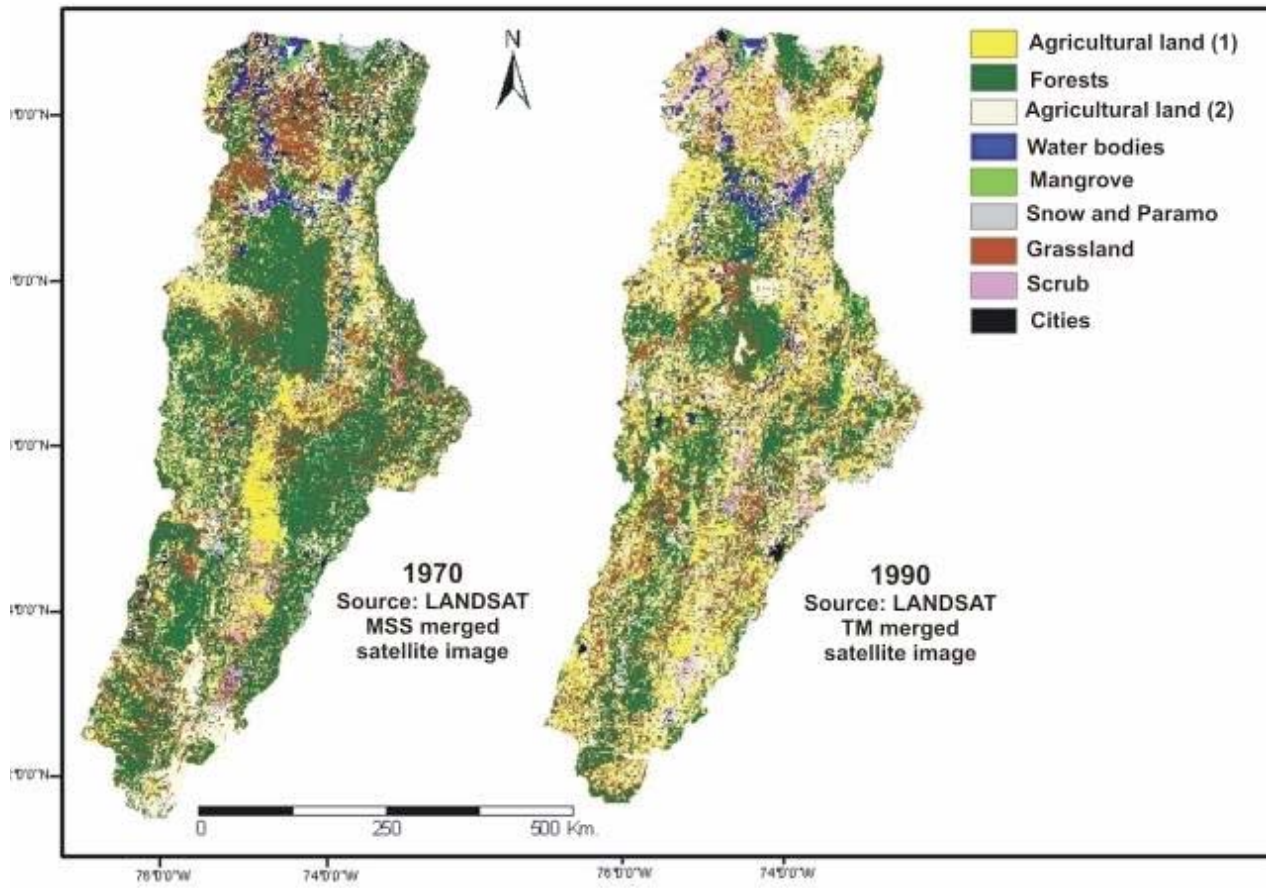 N
Agricultural land (1)
Forests
Agricultural land (2)
Water bodies
Mangrove
Snow and Paramo
Grassland
Scrub
Cities
1970
Source: LANDSAT
MSS merged
satellite image
1990
Source: LANDSAT
TM merged
satellite image
0 250 500 Km.